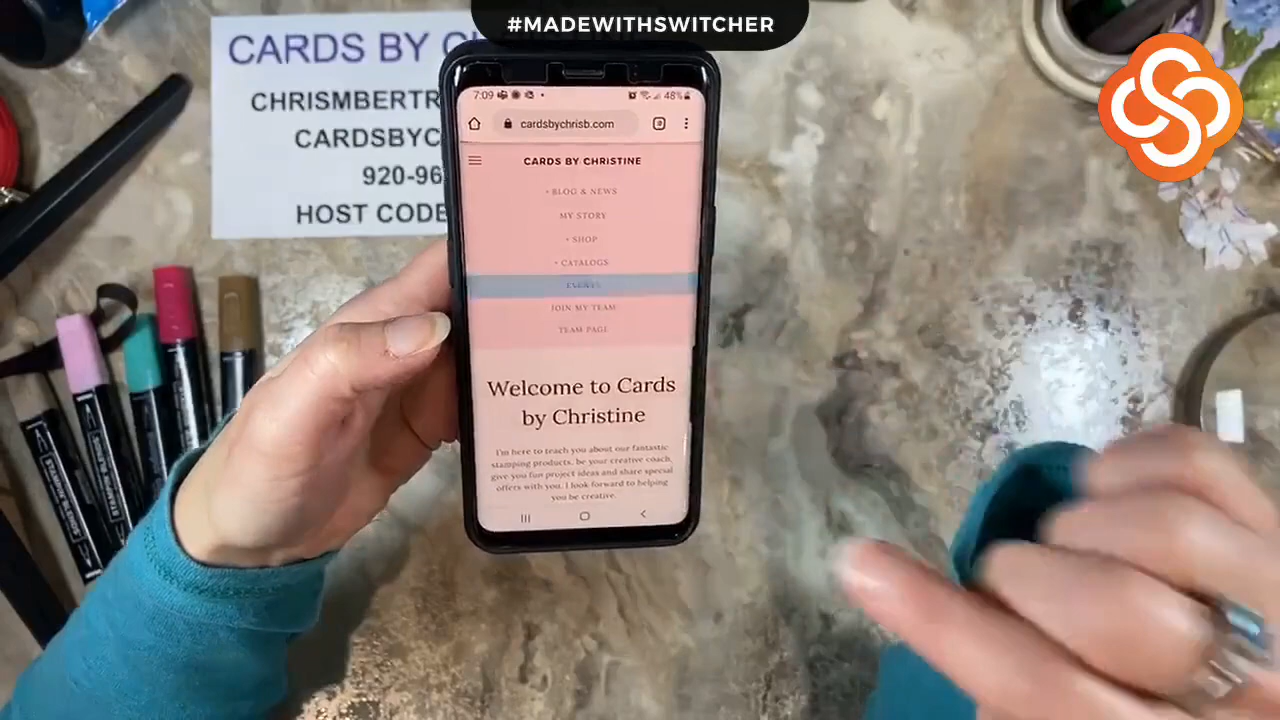 #MADEWITHSWITCHER
CARDS BY
CHRISMBERTR
CARDSBYC
920-96
HOST CODE
7:09
48%
cardsbychrisb.com
CARDS BY CHRISTINE
+ BLOG & NEWS
MY STORY
+ SHOP
+ CATALOGS
EVENTS
JOIN MY TEAM
TEAM PAGE
Welcome to Cards
by Christine
I'm here to teach you about our fantastic
stamping products, be your creative coach,
give you fun project ideas and share special
offers with you. I look forward to helping
you be creative.